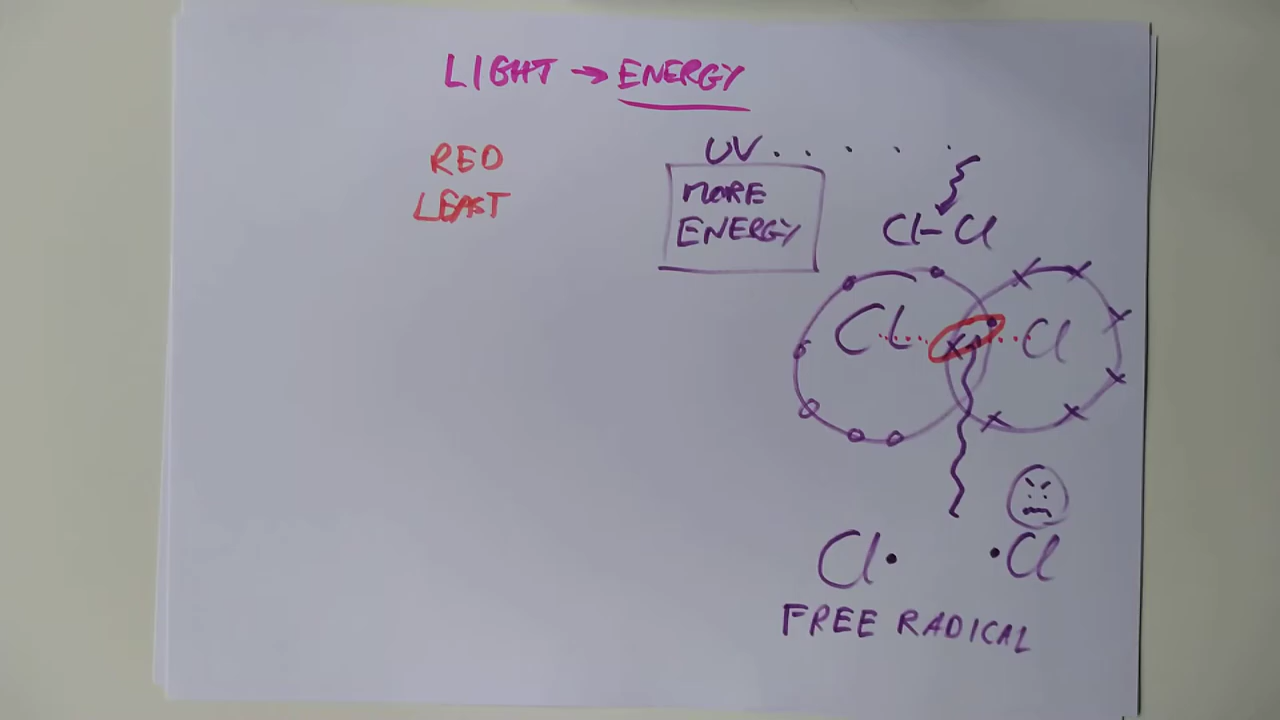 LIGHT → ENERGY
RED
LEAST
UV . . . . .
MORE
ENERGY
Cl-Cl
Cl Cl
Cl• •Cl
FREE RADICAL